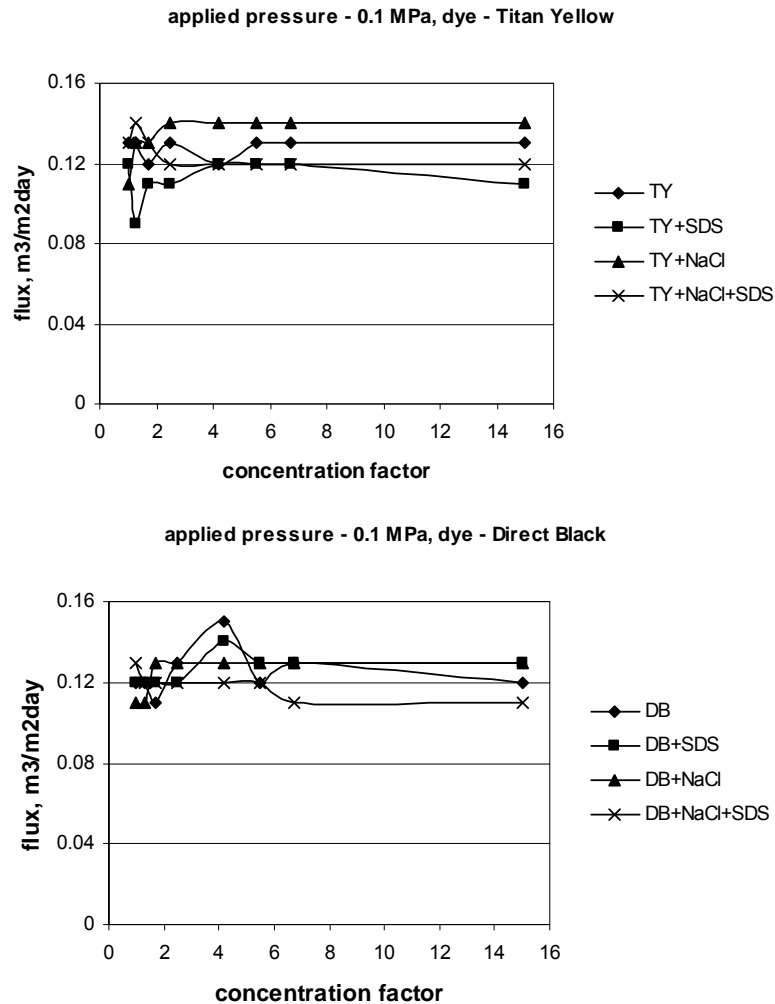 applied pressure - 0.1 MPa, dye - Titan Yellow
0.16
0.12
0.08
0.04
0
flux, m3/m2day
0 2 4 6 8 10 12 14 16
concentration factor
TY
TY+SDS
TY+NaCl
TY+NaCl+SDS
applied pressure - 0.1 MPa, dye - Direct Black
0.16
0.12
0.08
0.04
0
flux, m3/m2day
0 2 4 6 8 10 12 14 16
concentration factor
DB
DB+SDS
DB+NaCl
DB+NaCl+SDS